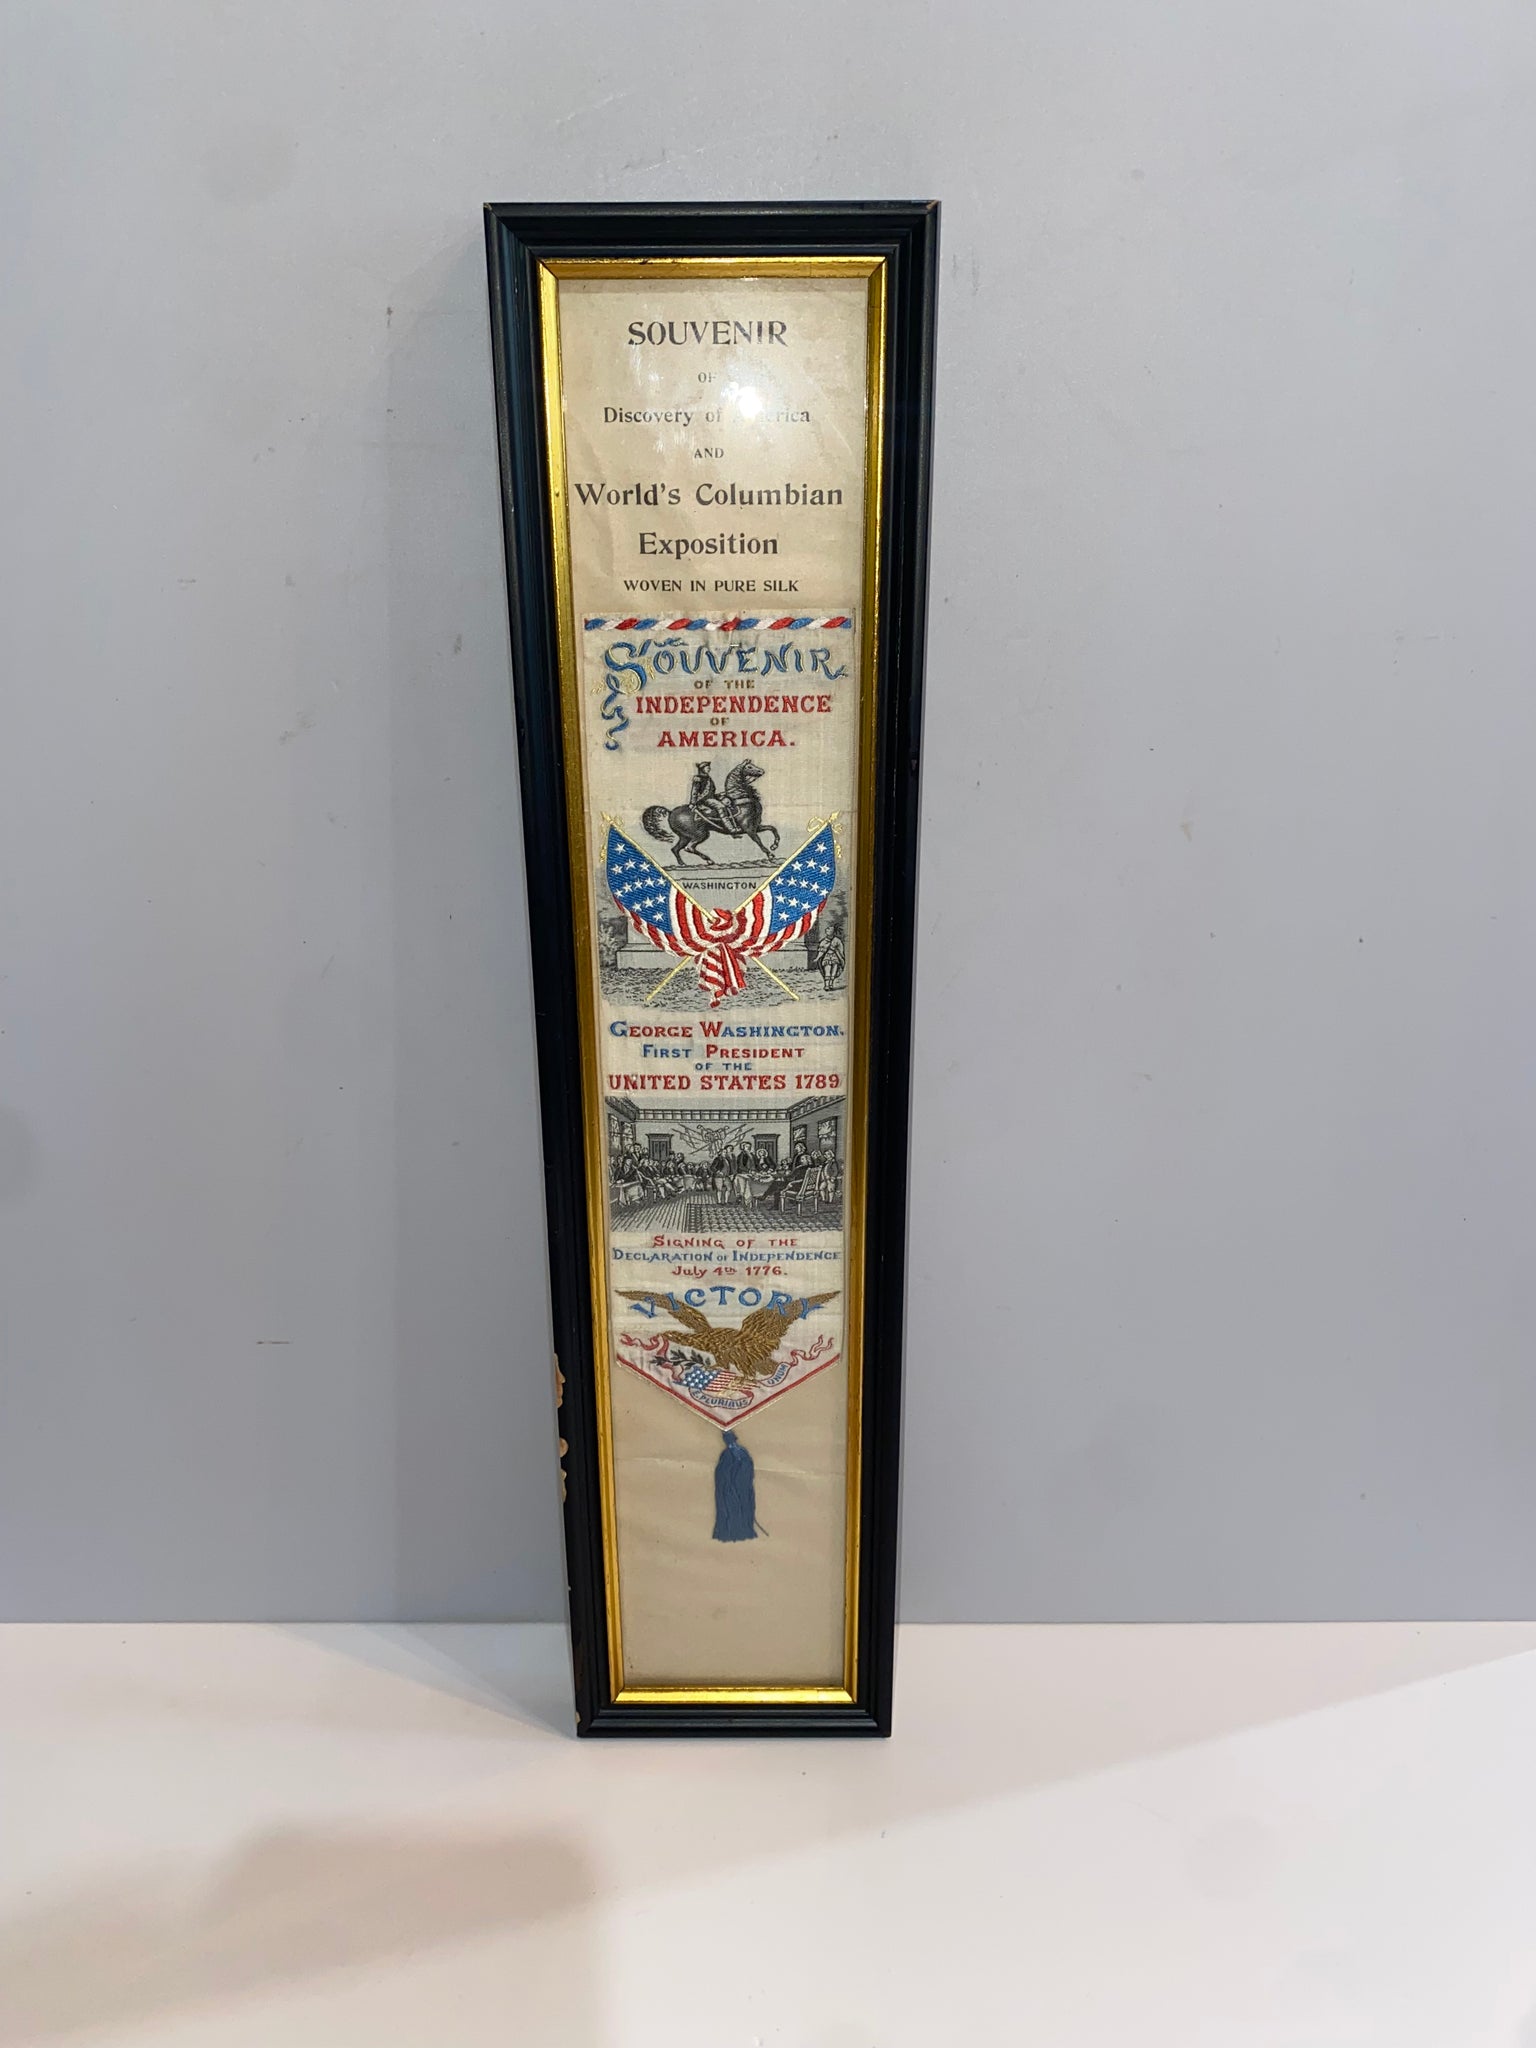 SOUVENIR
OF
Discovery of America
AND
World's Columbian
Exposition
WOVEN IN PURE SILK
SOUVENIR
OF THE
INDEPENDENCE
OF
AMERICA.
WASHINGTON
GEORGE WASHINGTON.
FIRST PRESIDENT
OF THE
UNITED STATES 1789
SIGNING OF THE
DECLARATION OF INDEPENDENCE
July 4th 1776.
VICTORY
E PLURIBUS
UNUM